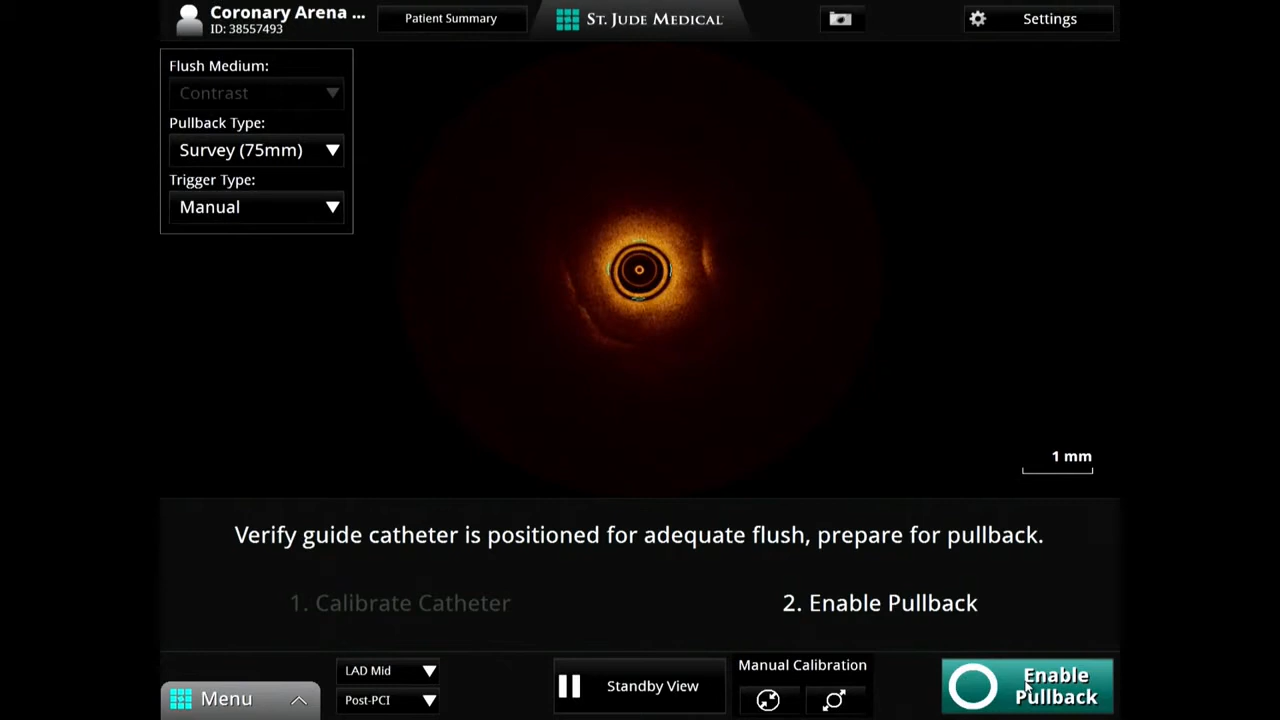 Coronary Arena ...
ID: 38557493
Patient Summary
ST. JUDE MEDICAL
Settings
Flush Medium:
Contrast
Pullback Type:
Survey (75mm)
Trigger Type:
Manual
1 mm
Verify guide catheter is positioned for adequate flush, prepare for pullback.
1. Calibrate Catheter
2. Enable Pullback
Menu
LAD Mid
Post-PCI
Standby View
Manual Calibration
Enable
Pullback